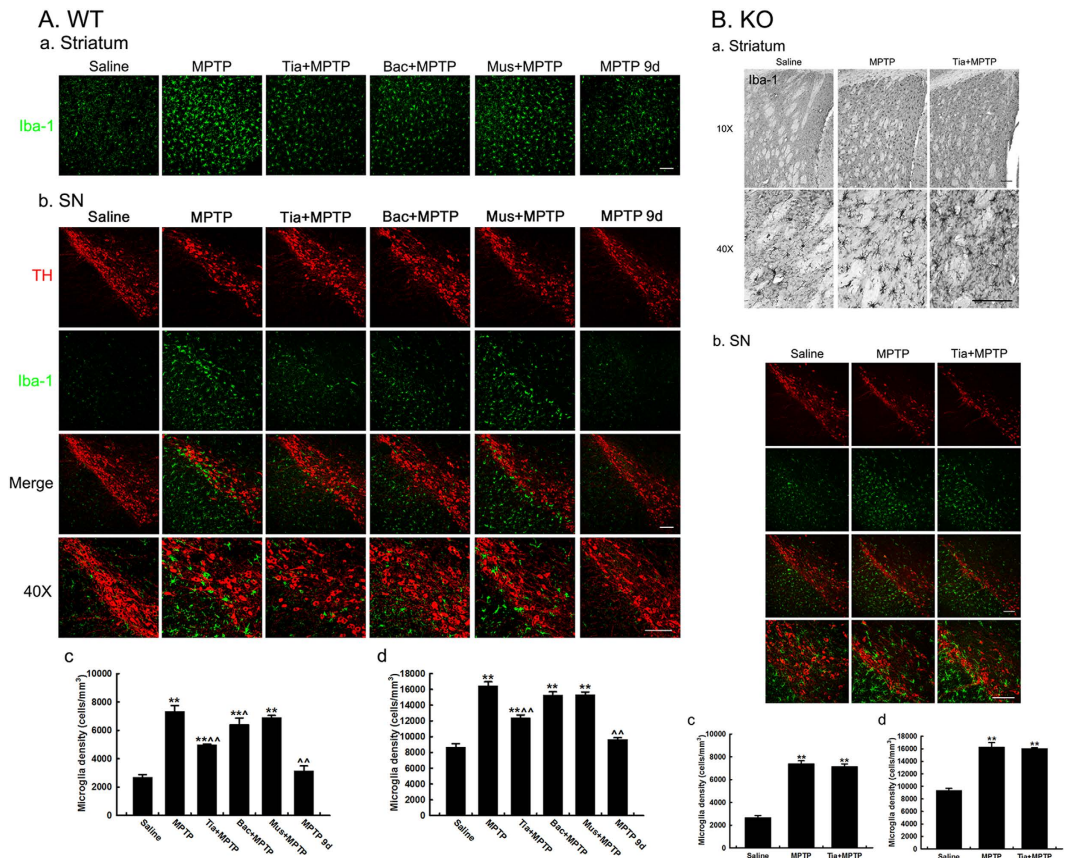 A. WT
a. Striatum
Saline MPTP Tia+MPTP Bac+MPTP Mus+MPTP MPTP 9d
Iba-1
b. SN
Saline MPTP Tia+MPTP Bac+MPTP Mus+MPTP MPTP 9d
TH
Iba-1
Merge
40X
c
Microglia density (cells/mm³)
10000
8000
6000
4000
2000
0
** **^^ **^ ** ^^
Saline MPTP Tia+MPTP Bac+MPTP Mus+MPTP MPTP 9d
d
Microglia density (cells/mm³)
18000
16000
14000
12000
10000
8000
6000
4000
2000
0
** **^^ ** ** ^^
Saline MPTP Tia+MPTP Bac+MPTP Mus+MPTP MPTP 9d
B. KO
a. Striatum
Saline MPTP Tia+MPTP
Iba-1
10X
40X
b. SN
Saline MPTP Tia+MPTP
c
Microglia density (cells/mm³)
10000
8000
6000
4000
2000
0
** **
Saline MPTP Tia+MPTP
d
Microglia density (cells/mm³)
18000
16000
14000
12000
10000
8000
6000
4000
2000
0
** **
Saline MPTP Tia+MPTP